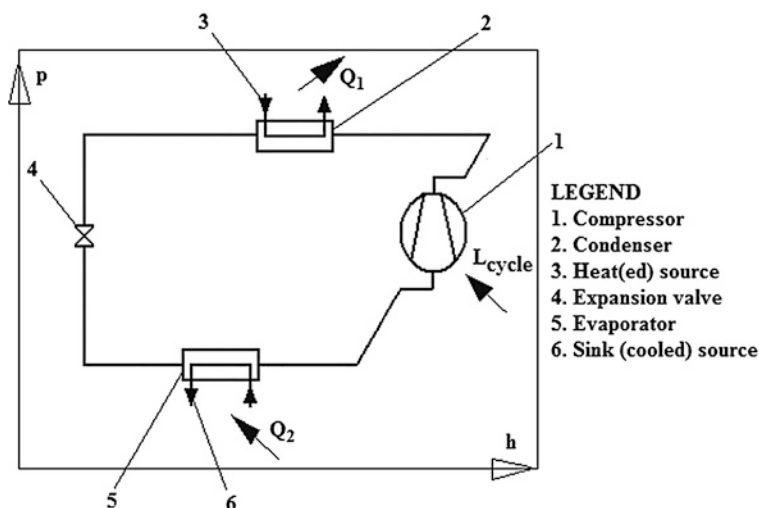 3
2
p
Q1
1
4
LEGEND
1. Compressor
2. Condenser
3. Heat(ed) source
4. Expansion valve
5. Evaporator
6. Sink (cooled) source
Lcycle
Q2
h
5
6